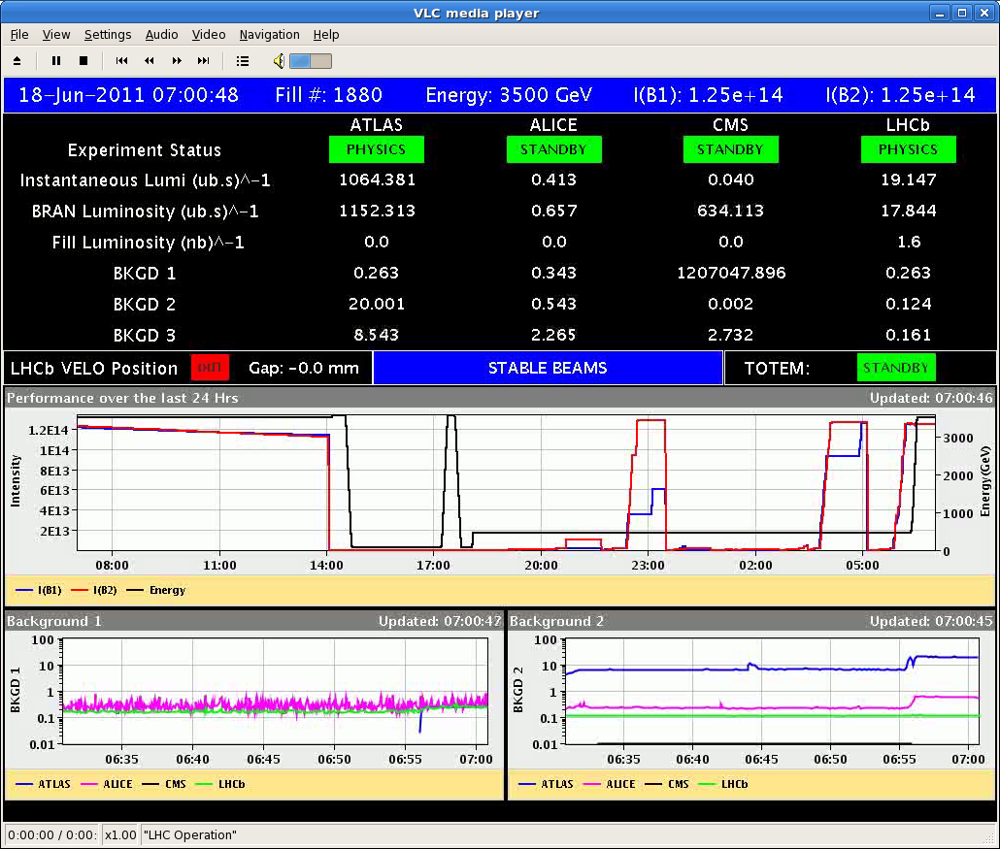 VLC media player
File View Settings Audio Video Navigation Help
18-Jun-2011 07:00:48 Fill #: 1880 Energy: 3500 GeV I(B1): 1.25e+14 I(B2): 1.25e+14
ATLAS ALICE CMS LHCb
Experiment Status PHYSICS STANDBY STANDBY PHYSICS
Instantaneous Lumi (ub.s)^-1 1064.381 0.413 0.040 19.147
BRAN Luminosity (ub.s)^-1 1152.313 0.657 634.113 17.844
Fill Luminosity (nb)^-1 0.0 0.0 0.0 1.6
BKGD 1 0.263 0.343 1207047.896 0.263
BKGD 2 20.001 0.543 0.002 0.124
BKGD 3 8.543 2.265 2.732 0.161
LHCb VELO Position OUT Gap: -0.0 mm STABLE BEAMS TOTEM: STANDBY
Performance over the last 24 Hrs Updated: 07:00:46
Intensity
1.2E14
1E14
8E13
6E13
4E13
2E13
3000
2000
1000
0
Energy(GeV)
08:00 11:00 14:00 17:00 20:00 23:00 02:00 05:00
I(B1) I(B2) Energy
Background 1 Updated: 07:00:47
BKGD 1
100
10
1
0.1
0.01
06:35 06:40 06:45 06:50 06:55 07:00
ATLAS ALICE CMS LHCb
Background 2 Updated: 07:00:45
BKGD 2
100
10
1
0.1
0.01
06:35 06:40 06:45 06:50 06:55 07:00
ATLAS ALICE CMS LHCb
0:00:00 / 0:00: x1.00 "LHC Operation"